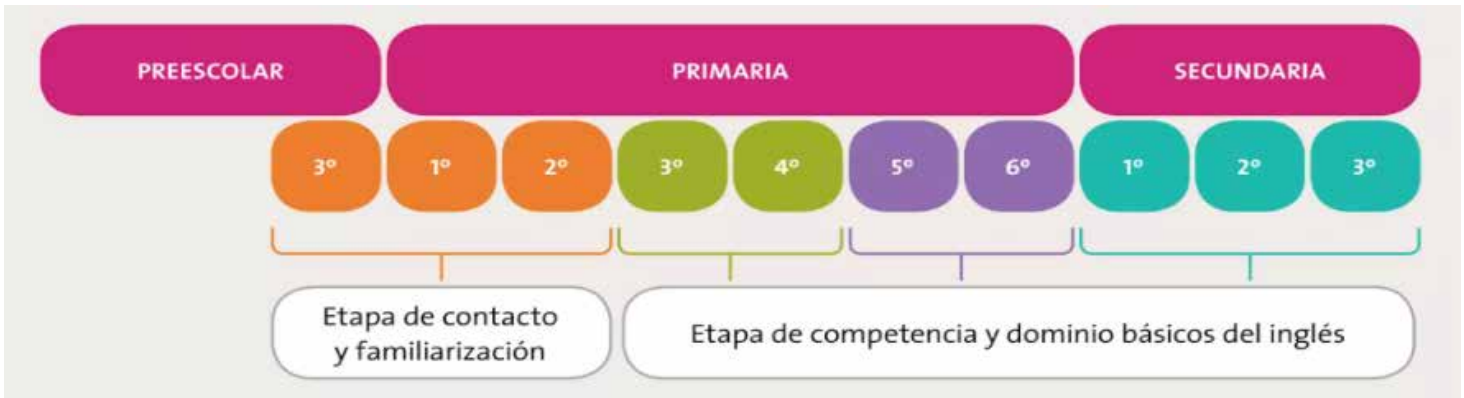 PREESCOLAR PRIMARIA SECUNDARIA
3º 1º 2º 3º 4º 5º 6º 1º 2º 3º
Etapa de contacto
y familiarización
Etapa de competencia y dominio básicos del inglés